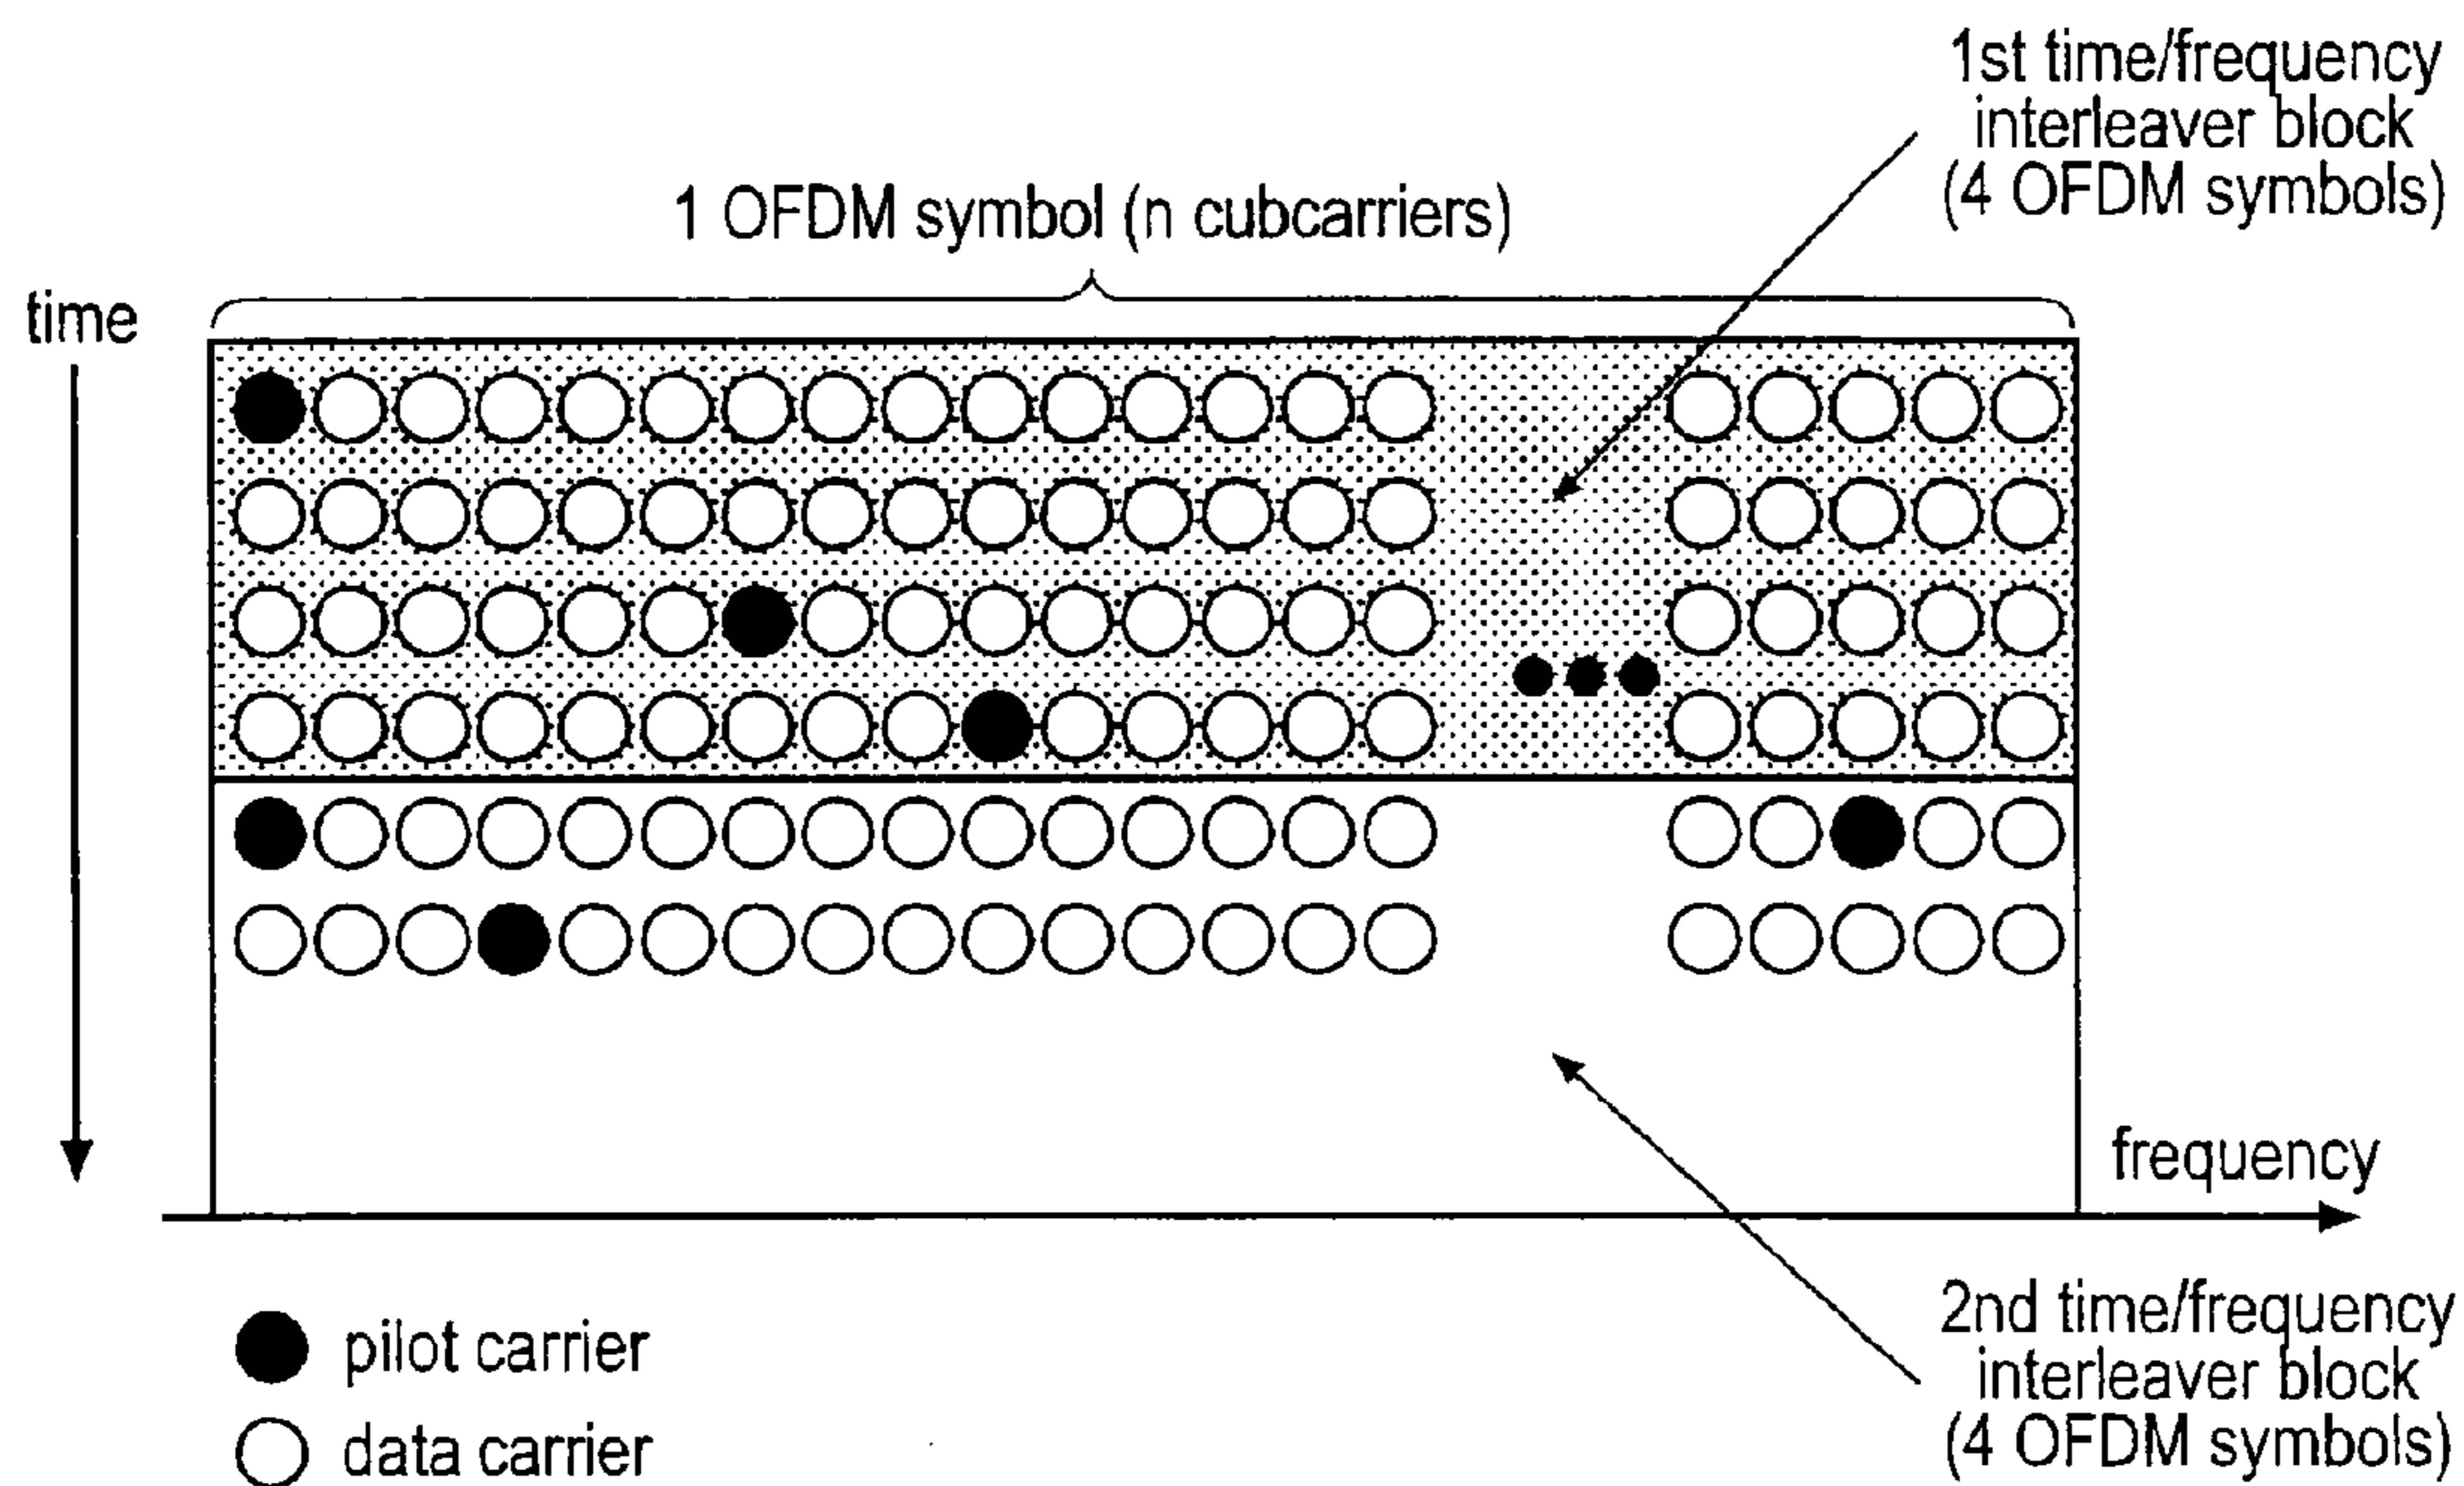 1st time/frequency
interleaver block
(4 OFDM symbols)
1 OFDM symbol (n cubcarriers)
time
frequency
2nd time/frequency
interleaver block
(4 OFDM symbols)
pilot carrier
data carrier